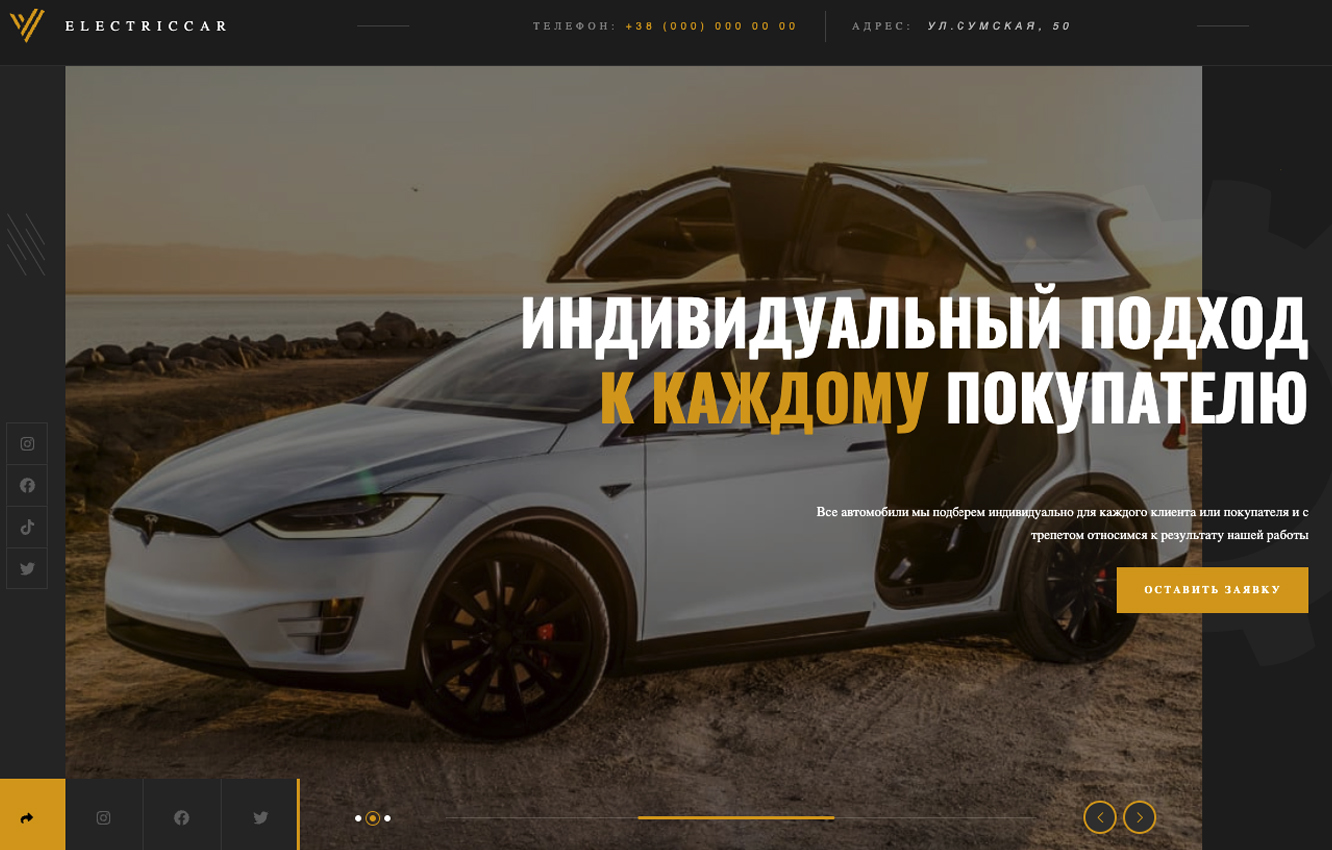 ELECTRICCAR
ТЕЛЕФОН: +38 (000) 000 00 00
АДРЕС: УЛ.СУМСКАЯ, 50
ИНДИВИДУАЛЬНЫЙ ПОДХОД
К КАЖДОМУ ПОКУПАТЕЛЮ
Все автомобили мы подберем индивидуально для каждого клиента или покупателя и с
трепетом относимся к результату нашей работы
ОСТАВИТЬ ЗАЯВКУ